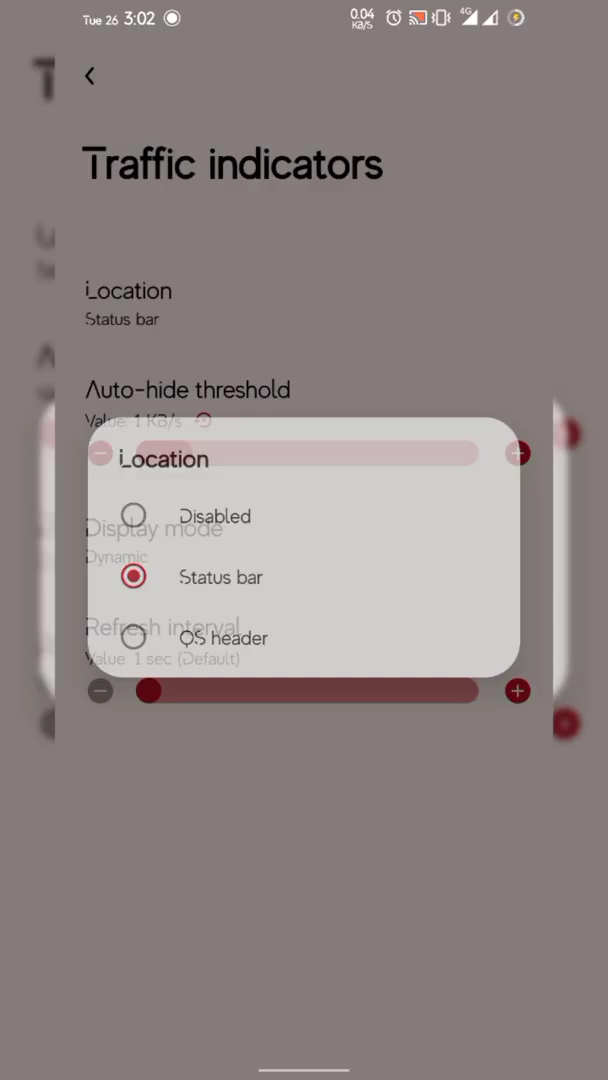 Tue 26 3:02
0.04
KB/S
4G
Traffic indicators
Location
Status bar
Auto-hide threshold
Value: 1 KB/s
Location
Disabled
Display mode
Dynamic
Status bar
Refresh interval
QS header
Value: 1 sec (Default)